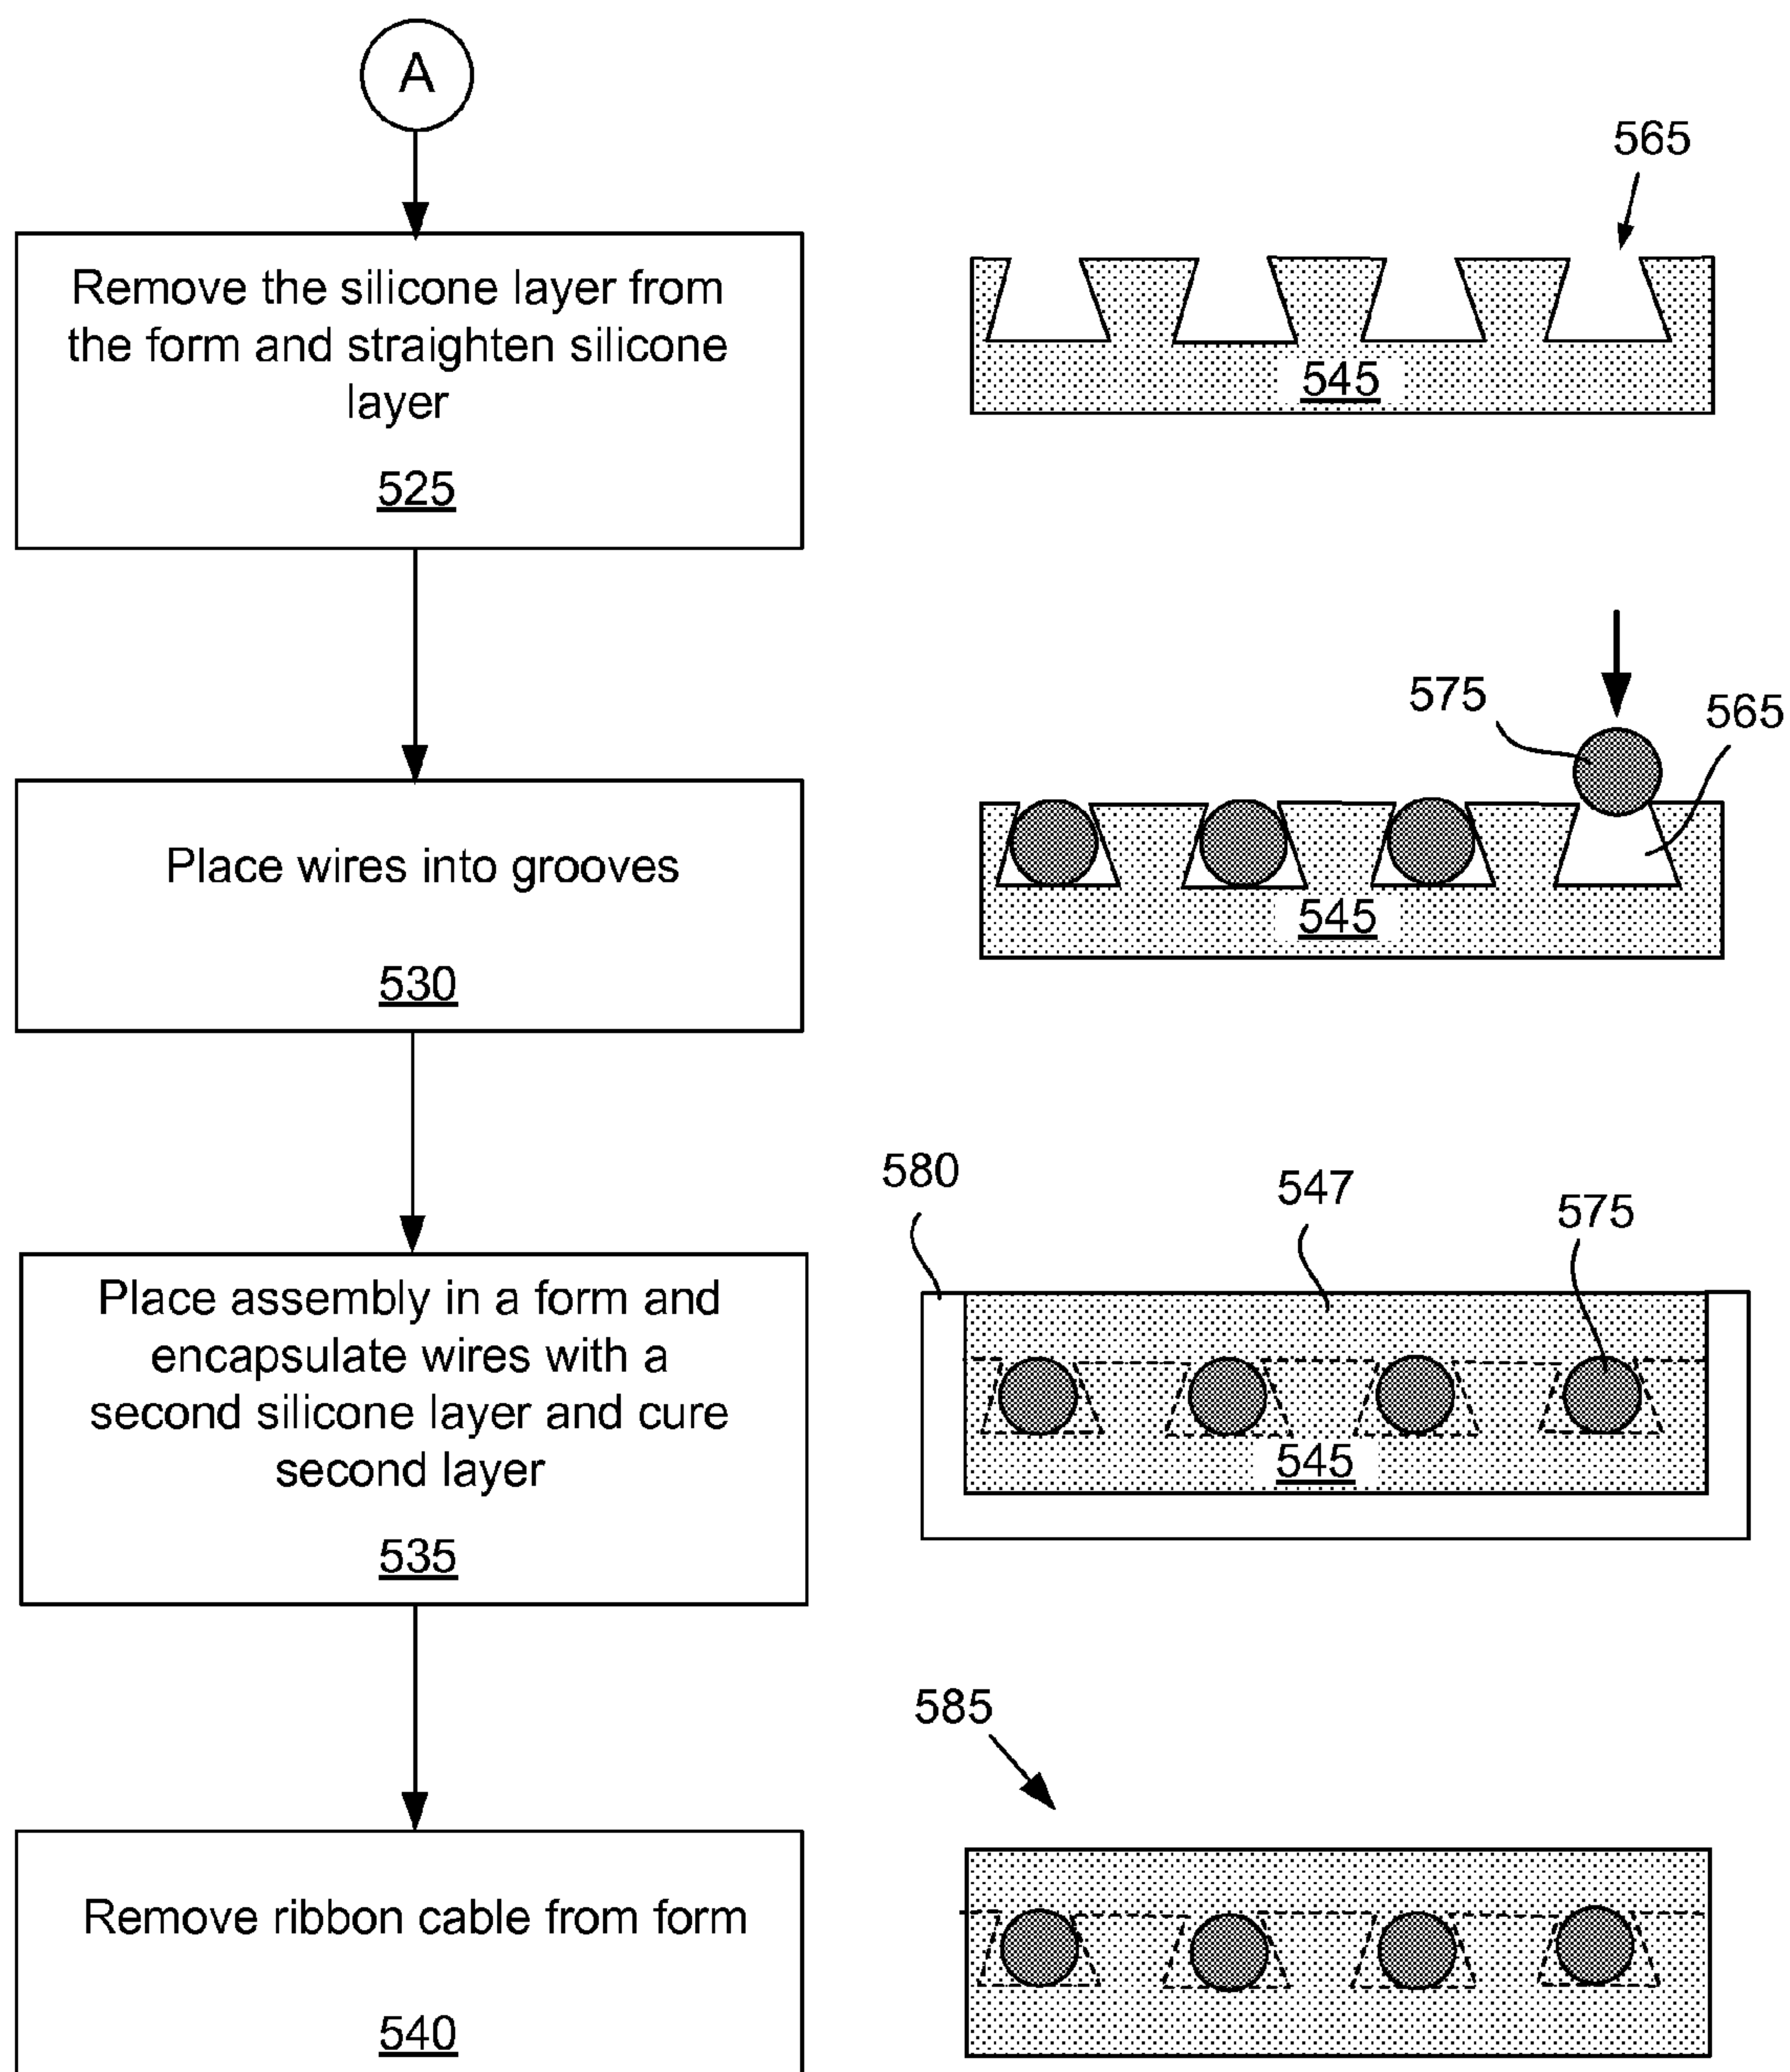 A
565
Remove the silicone layer from
the form and straighten silicone
layer
525
545
575
565
Place wires into grooves
530
545
580
547
575
Place assembly in a form and
encapsulate wires with a
second silicone layer and cure
second layer
535
545
585
Remove ribbon cable from form
540